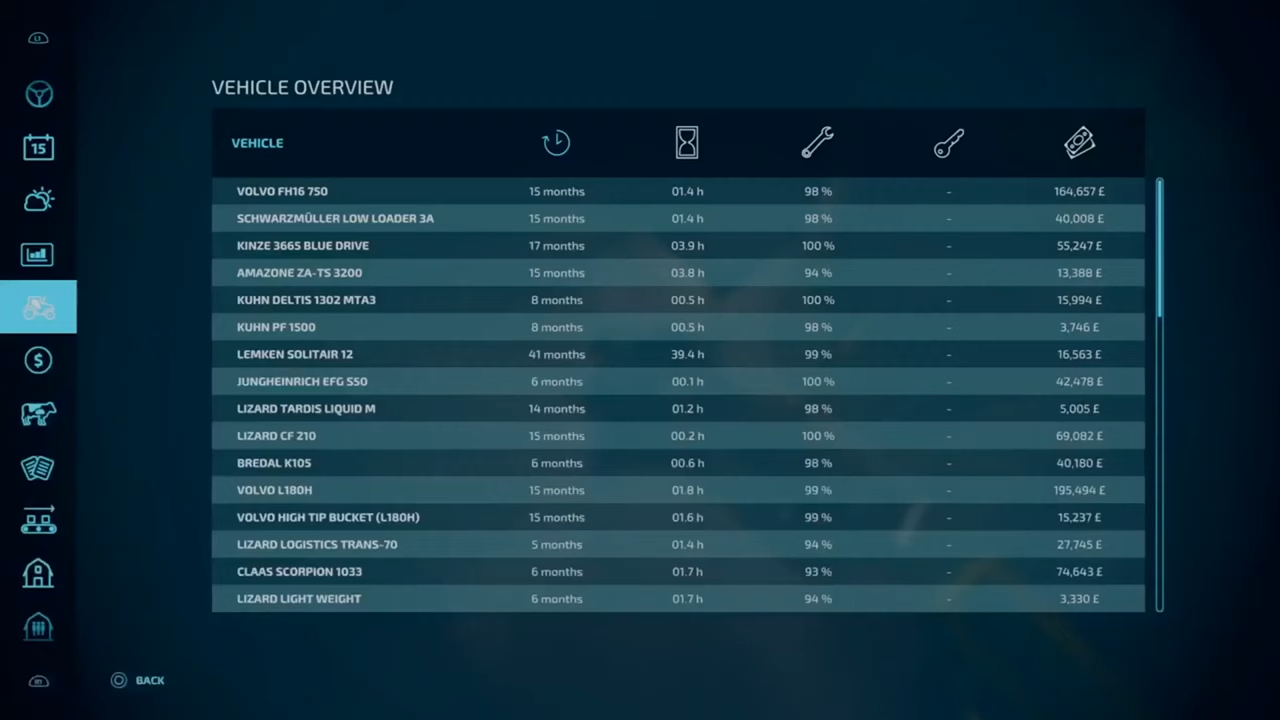 VEHICLE OVERVIEW
VEHICLE
15
VOLVO FH16 750 15 months 01.4 h 98 % - 164,657 £
SCHWARZMÜLLER LOW LOADER 3A 15 months 01.4 h 98 % - 40,008 £
KINZE 3665 BLUE DRIVE 17 months 03.9 h 100 % - 55,247 £
AMAZONE ZA-TS 3200 15 months 03.8 h 94 % - 13,388 £
KUHN DELTIS 1302 MTA3 8 months 00.5 h 100 % - 15,994 £
KUHN PF 1500 8 months 00.5 h 98 % - 3,746 £
LEMKEN SOLITAIR 12 41 months 39.4 h 99 % - 16,563 £
JUNGHEINRICH EFG S50 6 months 00.1 h 100 % - 42,478 £
LIZARD TARDIS LIQUID M 14 months 01.2 h 98 % - 5,005 £
LIZARD CF 210 15 months 00.2 h 100 % - 69,082 £
BREDAL K105 6 months 00.6 h 98 % - 40,180 £
VOLVO L180H 15 months 01.8 h 99 % - 195,494 £
VOLVO HIGH TIP BUCKET (L180H) 15 months 01.6 h 99 % - 15,237 £
LIZARD LOGISTICS TRANS-70 5 months 01.4 h 94 % - 27,745 £
CLAAS SCORPION 1033 6 months 01.7 h 93 % - 74,643 £
LIZARD LIGHT WEIGHT 6 months 01.7 h 94 % - 3,330 £
BACK